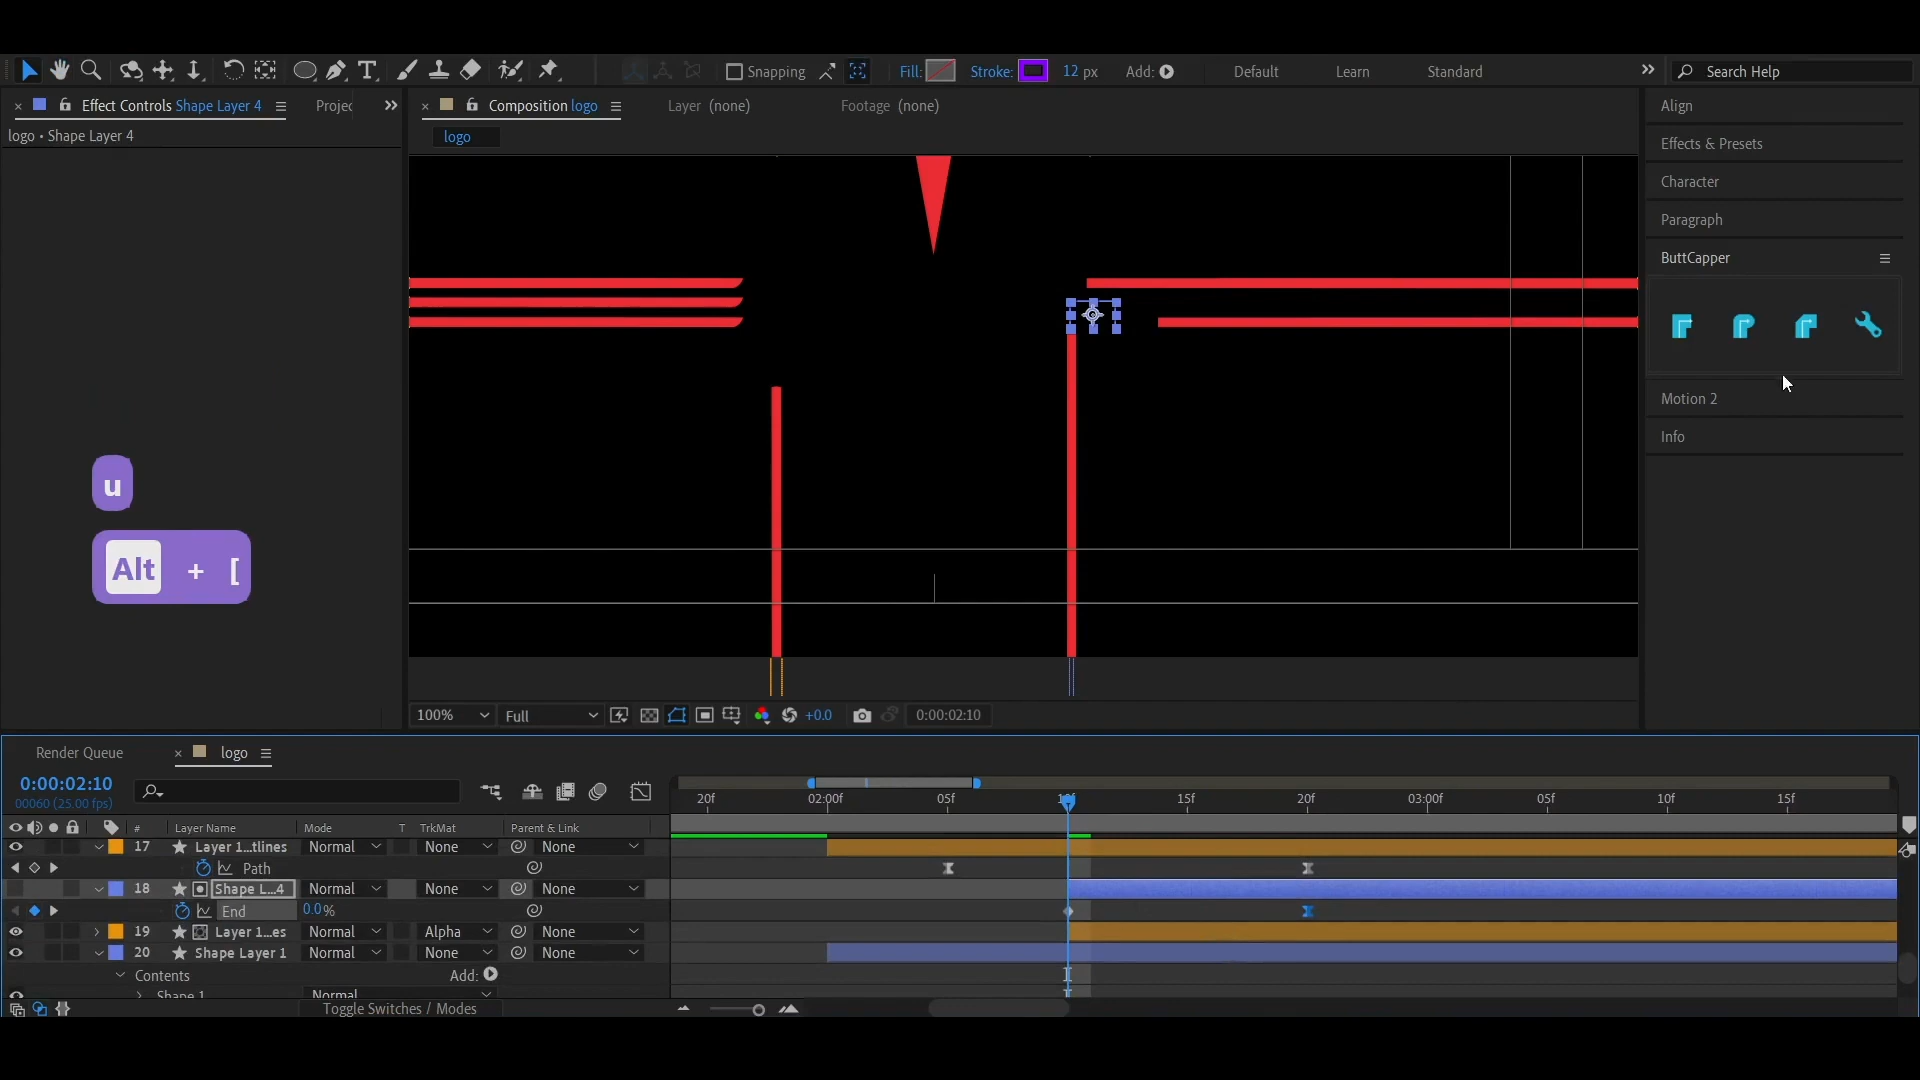 Snapping
Fill:
Stroke:
12 px
Add:
Default
Learn
Standard
Search Help
Effect Controls Shape Layer 4
Projec
Composition logo
Layer (none)
Footage (none)
Align
logo • Shape Layer 4
logo
Effects & Presets
Character
Paragraph
ButtCapper
Motion 2
Info
u
Alt + [
100%
Full
+0.0
0:00:02:10
Render Queue
logo
0:00:02:10
00060 (25.00 fps)
20f
02:00f
05f
10f
15f
20f
03:00f
05f
10f
15f
#
Layer Name
Mode
T
TrkMat
Parent & Link
17
Layer 1...tlines
Normal
None
None
Path
18
Shape L...4
Normal
None
None
End
0.0%
19
Layer 1...es
Normal
Alpha
None
20
Shape Layer 1
Normal
None
None
Contents
Add:
Shape 1
Normal
Toggle Switches / Modes